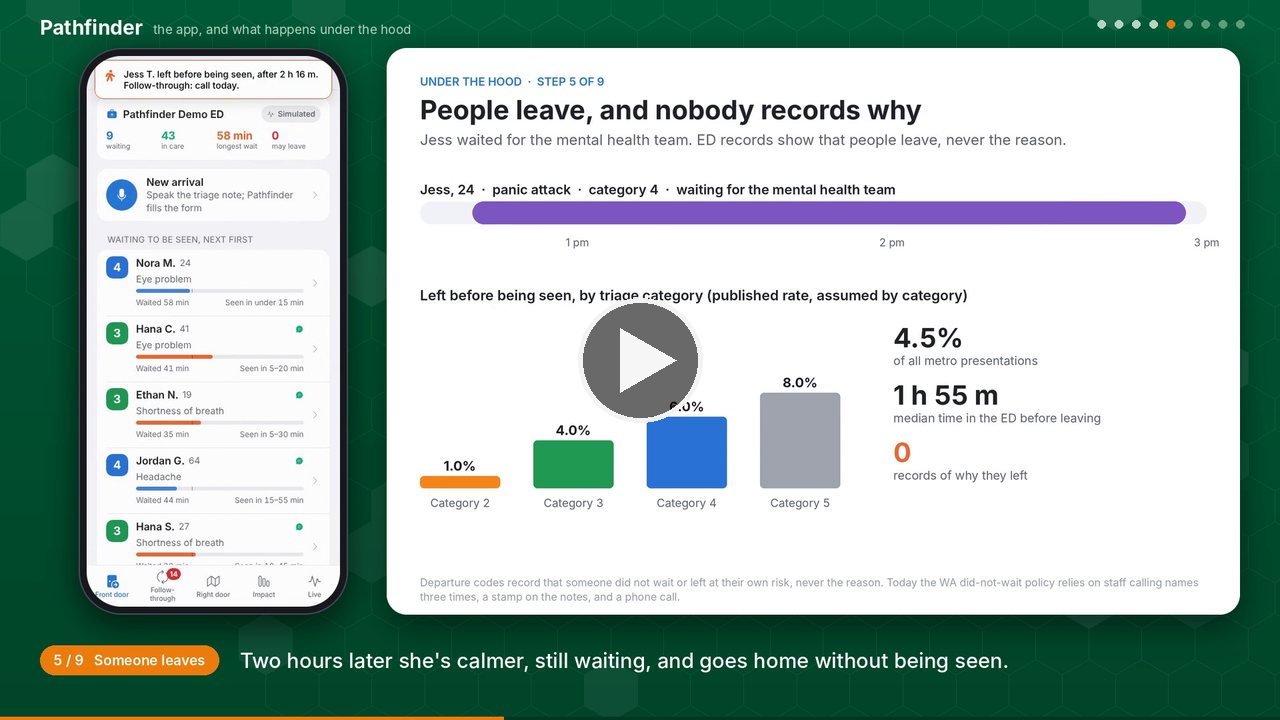 Pathfinder the app, and what happens under the hood
Jess T. left before being seen, after 2 h 16 m.
Follow-through: call today.
Pathfinder Demo ED
Simulated
9 43 58 min 0
waiting in care longest wait may leave
New arrival
Speak the triage note; Pathfinder
fills the form
WAITING TO BE SEEN, NEXT FIRST
4 Nora M. 24
Eye problem
Waited 58 min Seen in under 15 min
3 Hana C. 41
Eye problem
Waited 41 min Seen in 5–20 min
3 Ethan N. 19
Shortness of breath
Waited 35 min Seen in 5–30 min
4 Jordan G. 64
Headache
Waited 44 min Seen in 15–55 min
3 Hana S. 27
Shortness of breath
14
Front door
Follow-
through
Right door
Impact
Live
UNDER THE HOOD · STEP 5 OF 9
People leave, and nobody records why
Jess waited for the mental health team. ED records show that people leave, never the reason.
Jess, 24 · panic attack · category 4 · waiting for the mental health team
1 pm 2 pm 3 pm
Left before being seen, by triage category (published rate, assumed by category)
1.0% 4.0% 8.0%
Category 2 Category 3 Category 4 Category 5
4.5%
of all metro presentations
1 h 55 m
median time in the ED before leaving
0
records of why they left
Departure codes record that someone did not wait or left at their own risk, never the reason. Today the WA did-not-wait policy relies on staff calling names
three times, a stamp on the notes, and a phone call.
5 / 9 Someone leaves
Two hours later she's calmer, still waiting, and goes home without being seen.